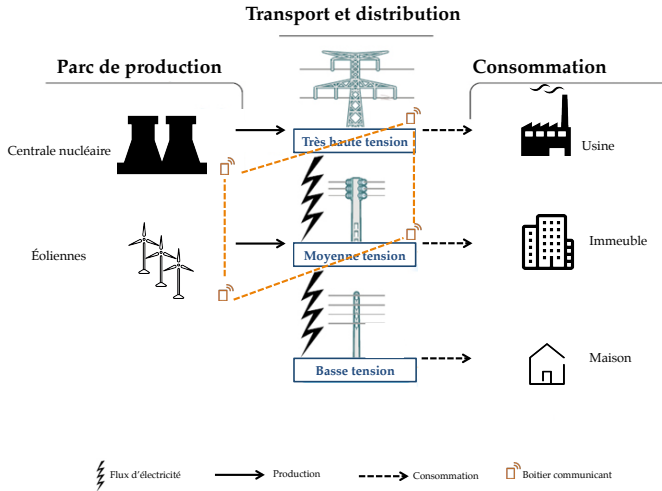 Transport et distribution
Parc de production
Consommation
Centrale nucléaire
Très haute tension
Usine
Éoliennes
Moyenne tension
Immeuble
Basse tension
Maison
Flux d'électricité
Production
Consommation
Boitier communicant